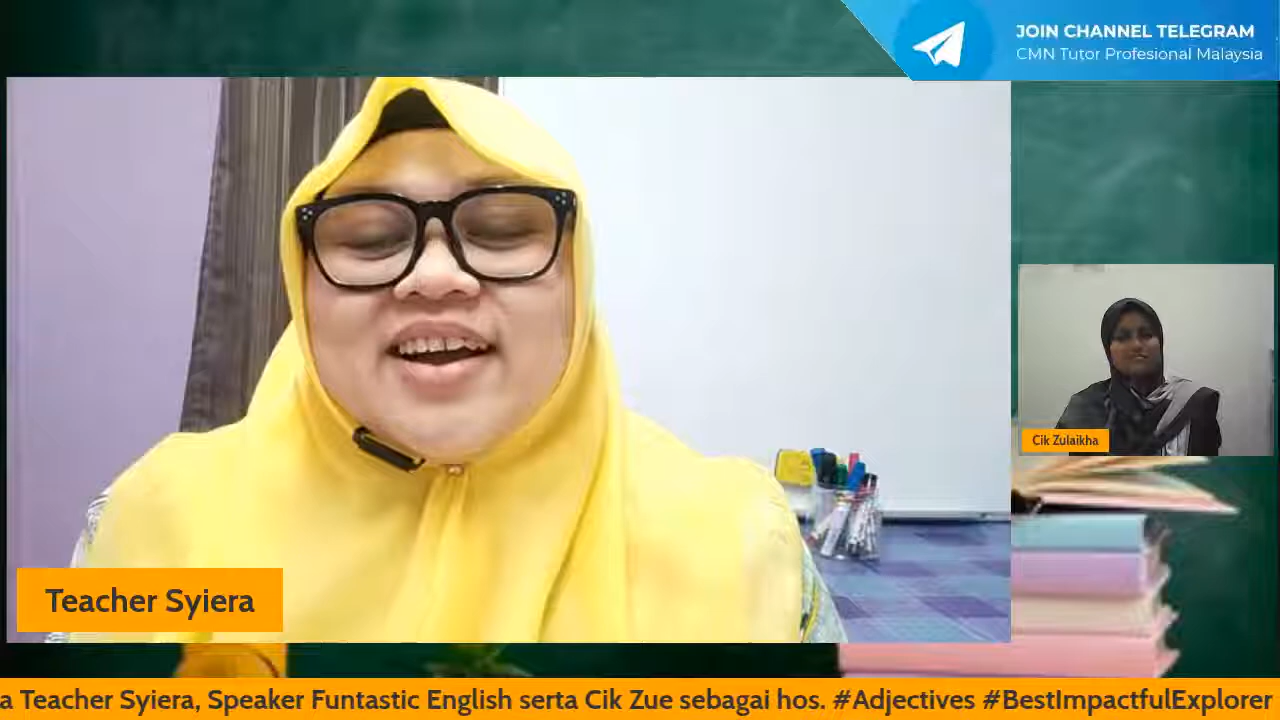 JOIN CHANNEL TELEGRAM
CMN Tutor Profesional Malaysia
Cik Zulaikha
Teacher Syiera
a Teacher Syiera, Speaker Funtastic English serta Cik Zue sebagai hos. #Adjectives #BestImpactfulExplorer